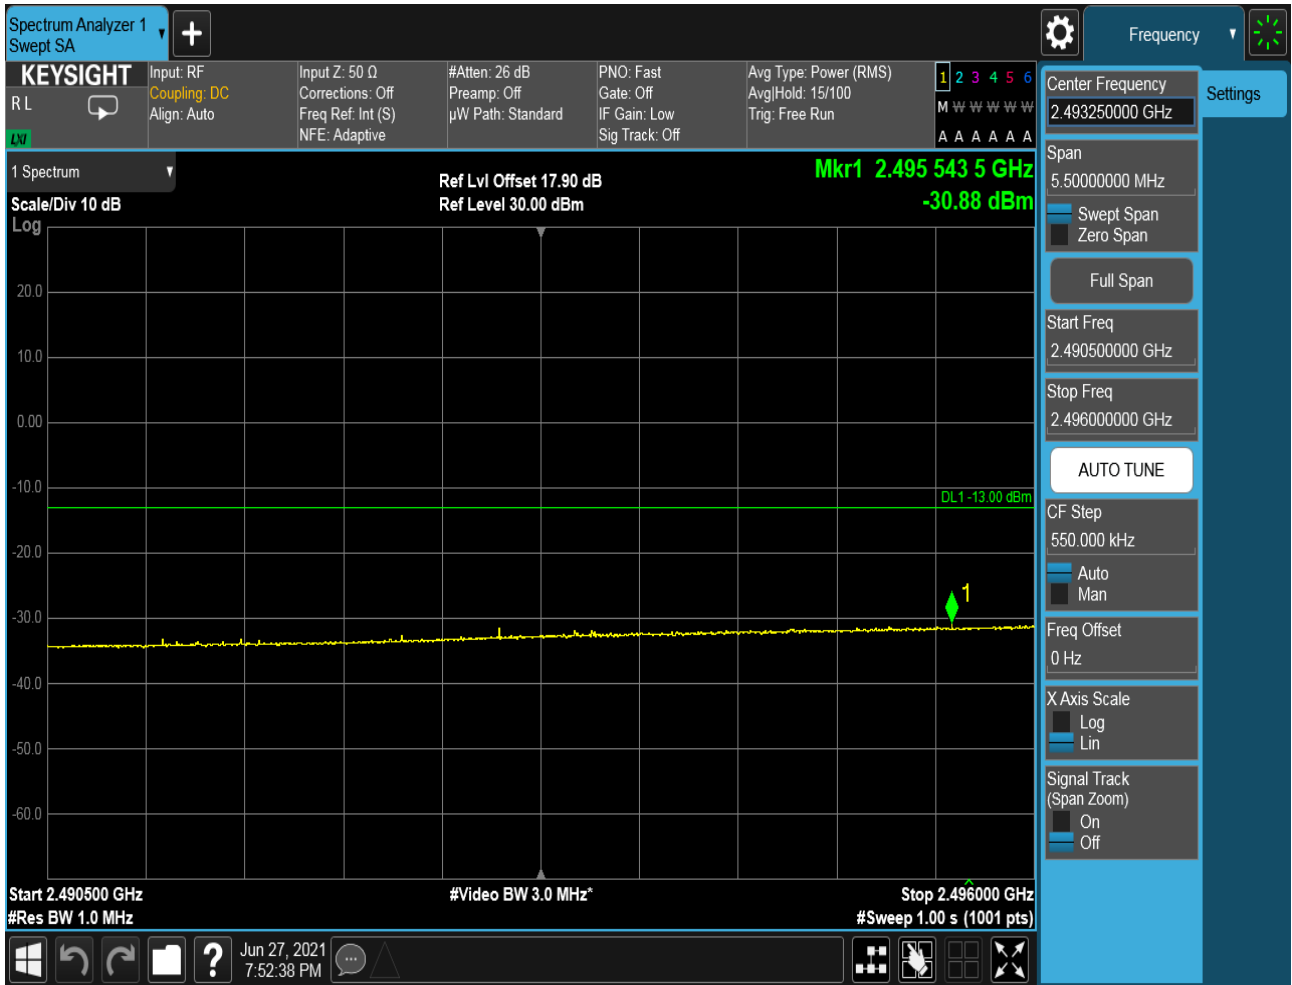 Spectrum Analyzer 1
Swept SA
Frequency
KEYSIGHT
R L
LXI
Input: RF
Coupling: DC
Align: Auto
Input Z: 50 Ω
Corrections: Off
Freq Ref: Int (S)
NFE: Adaptive
#Atten: 26 dB
Preamp: Off
µW Path: Standard
PNO: Fast
Gate: Off
IF Gain: Low
Sig Track: Off
Avg Type: Power (RMS)
Avg|Hold: 15/100
Trig: Free Run
1 2 3 4 5 6
M W W W W W
A A A A A A
Center Frequency
2.493250000 GHz
Settings
Span
5.50000000 MHz
Swept Span
Zero Span
Full Span
Start Freq
2.490500000 GHz
Stop Freq
2.496000000 GHz
AUTO TUNE
CF Step
550.000 kHz
Auto
Man
Freq Offset
0 Hz
X Axis Scale
Log
Lin
Signal Track
(Span Zoom)
On
Off
1 Spectrum
Scale/Div 10 dB
Log
Ref Lvl Offset 17.90 dB
Ref Level 30.00 dBm
Mkr1 2.495 543 5 GHz
-30.88 dBm
20.0
10.0
0.00
-10.0
DL1 -13.00 dBm
-20.0
1
-30.0
-40.0
-50.0
-60.0
Start 2.490500 GHz
#Video BW 3.0 MHz*
Stop 2.496000 GHz
#Res BW 1.0 MHz
#Sweep 1.00 s (1001 pts)
?
Jun 27, 2021
7:52:38 PM